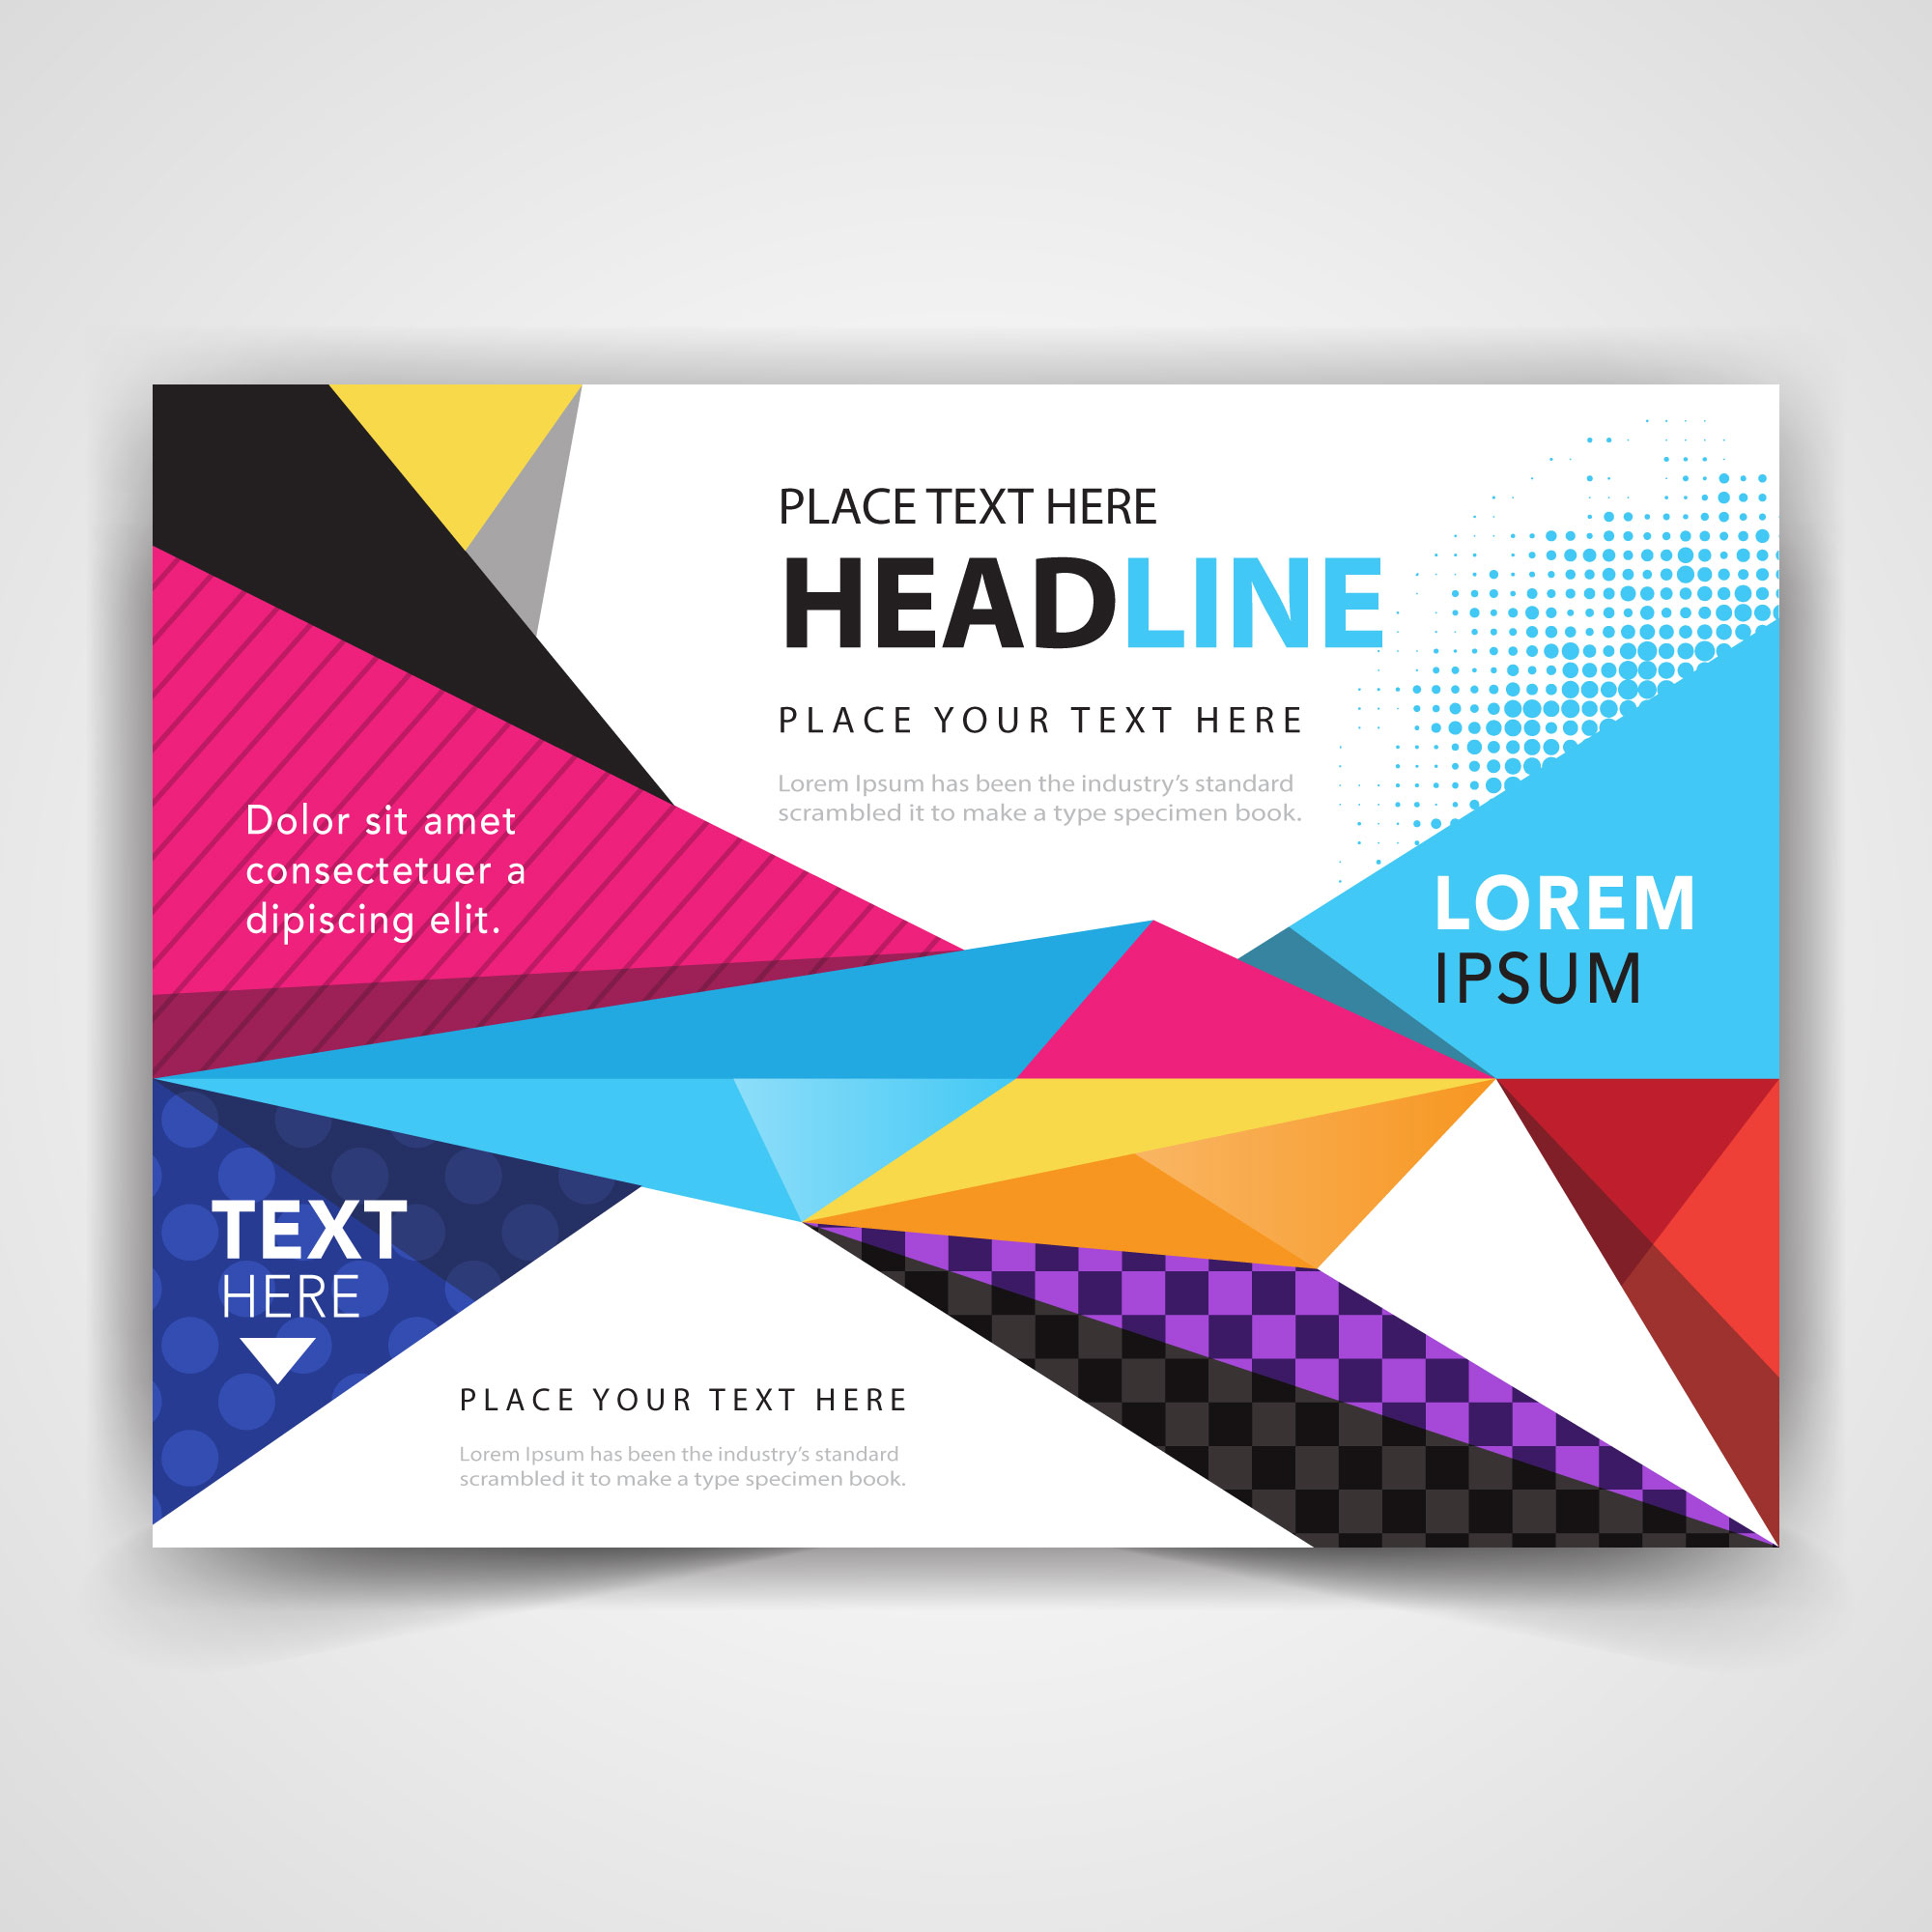 PLACE TEXT HERE
HEADLINE
PLACE YOUR TEXT HERE
Lorem Ipsum has been the industry’s standard
scrambled it to make a type specimen book.
Dolor sit amet
consectetuer a
dipiscing elit.
LOREM
IPSUM
TEXT
HERE
PLACE YOUR TEXT HERE
Lorem Ipsum has been the industry’s standard
scrambled it to make a type specimen book.